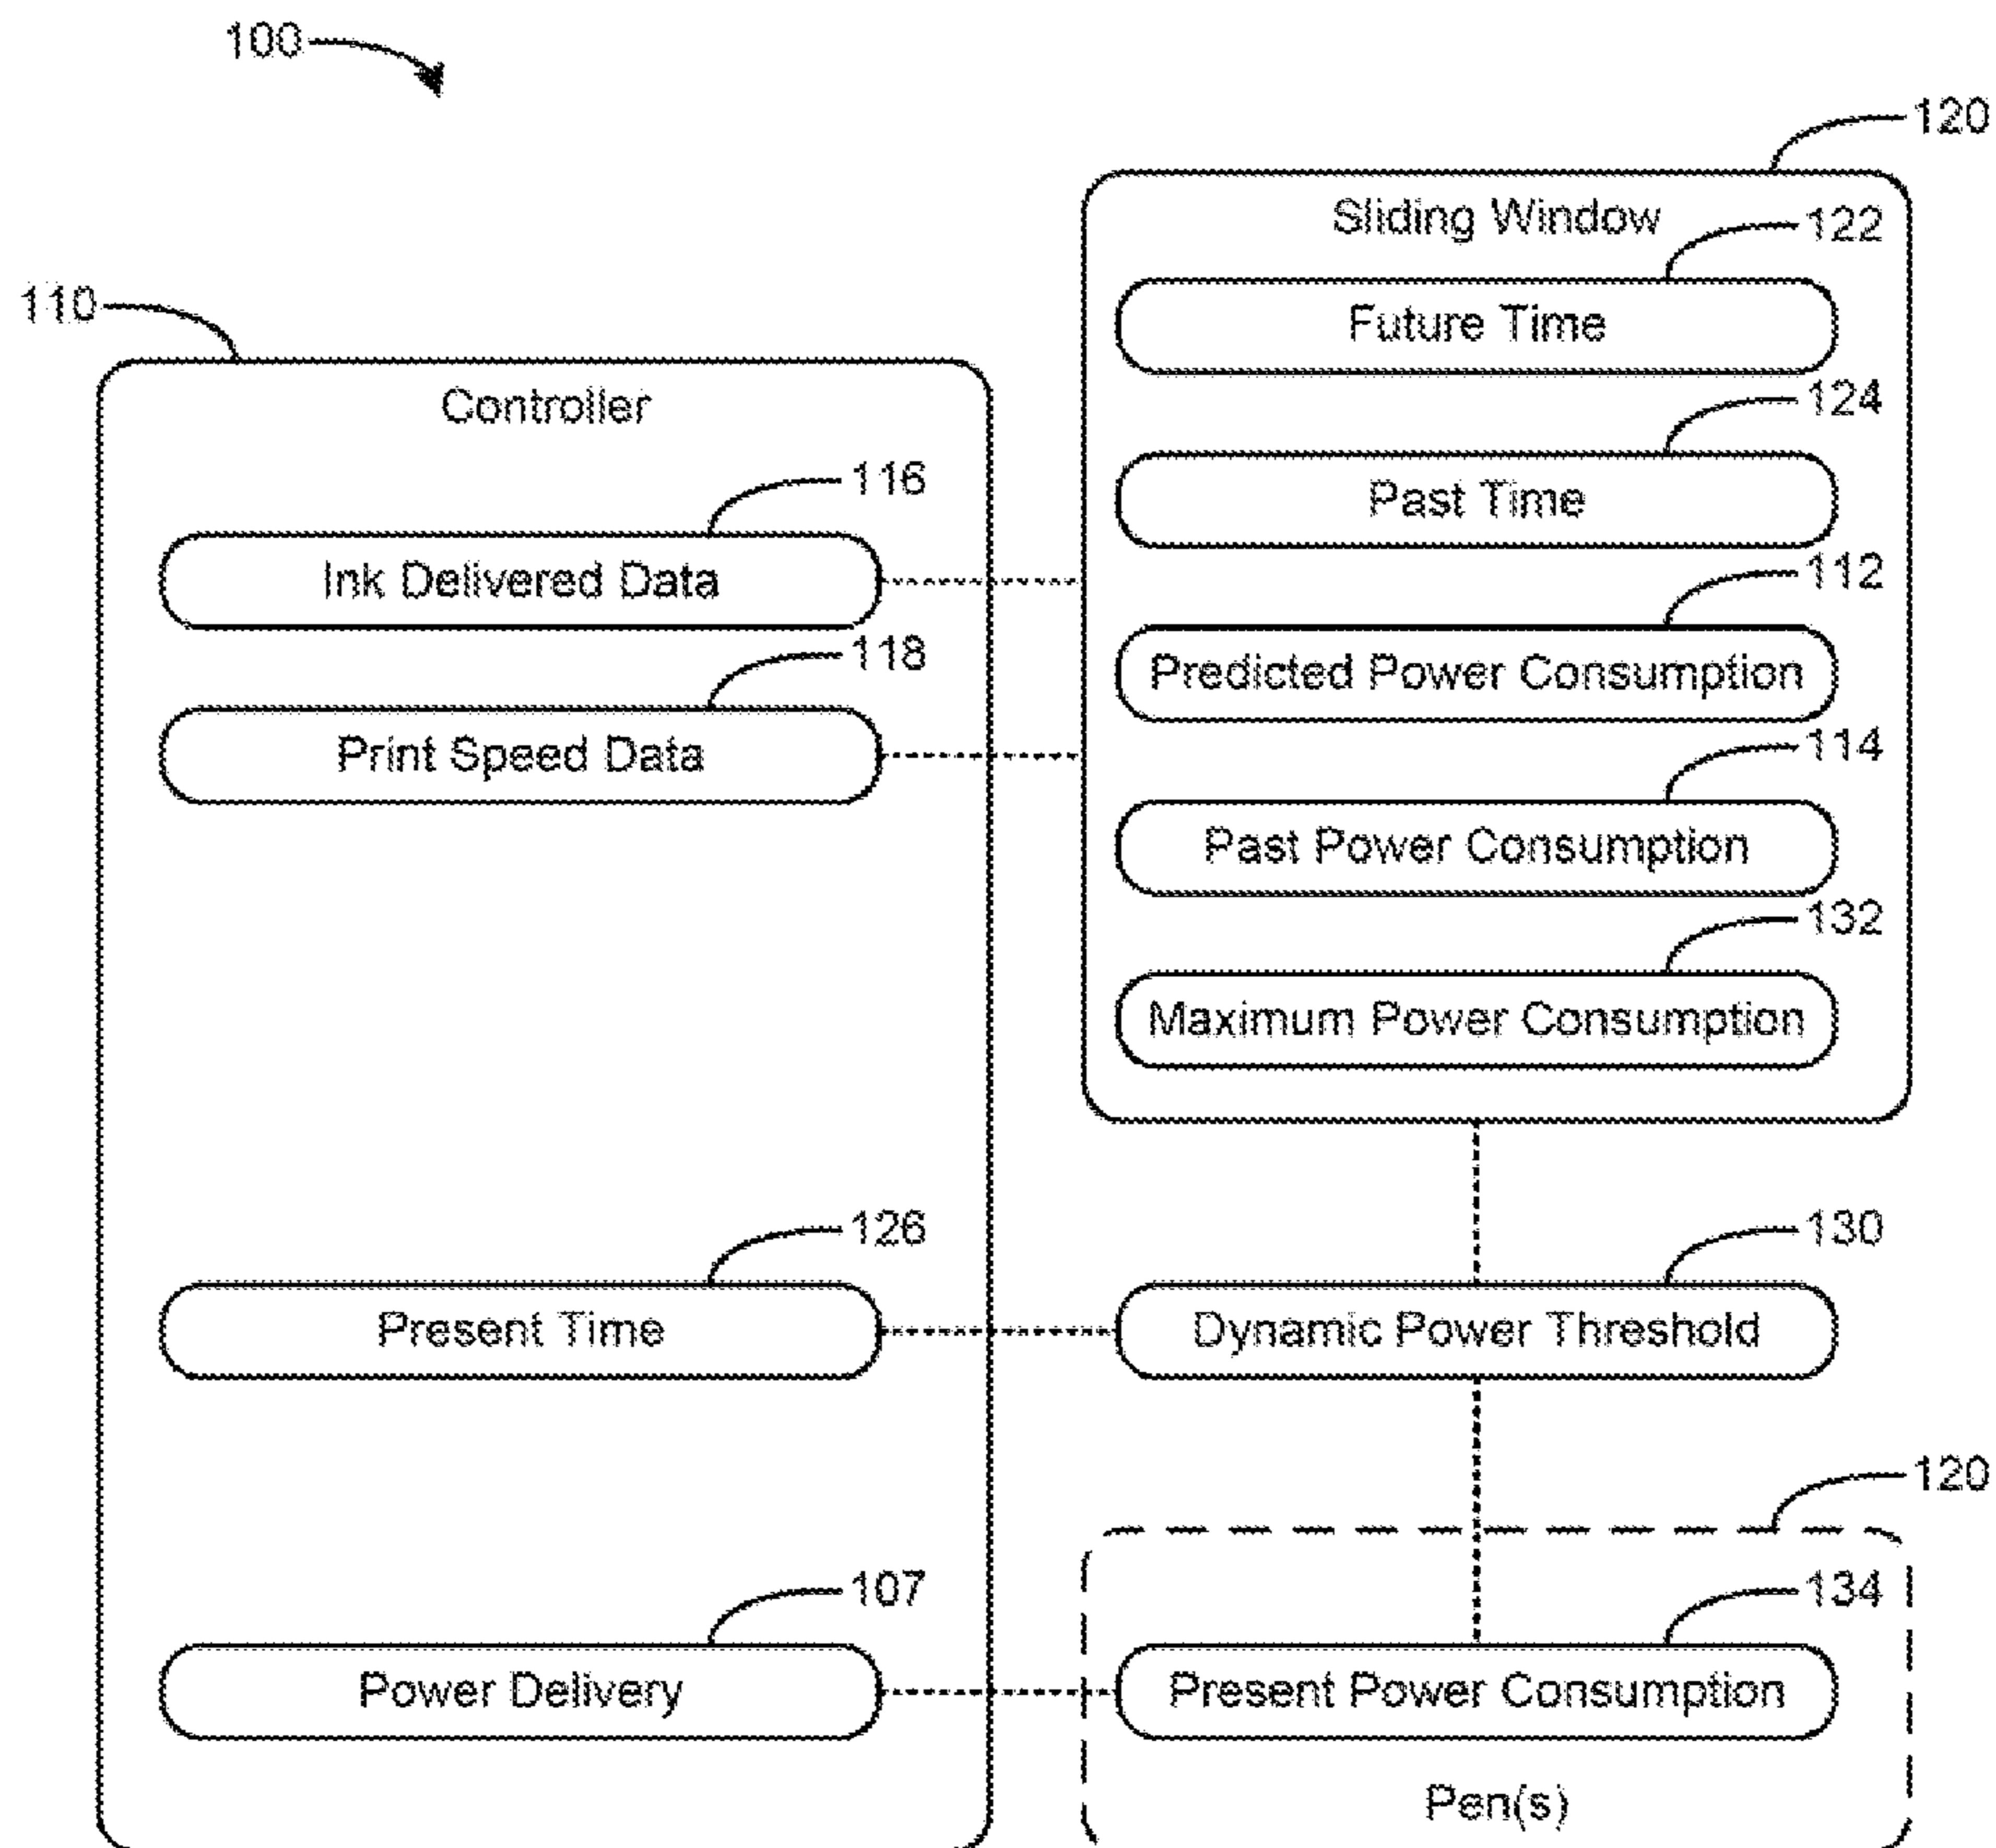 100
120
Sliding Window
122
Future Time
110
Controller
124
Past Time
116
Ink Delivered Data
112
Predicted Power Consumption
118
Print Speed Data
114
Past Power Consumption
132
Maximum Power Consumption
126
Present Time
130
Dynamic Power Threshold
120
107
Power Delivery
134
Present Power Consumption
Pen(s)